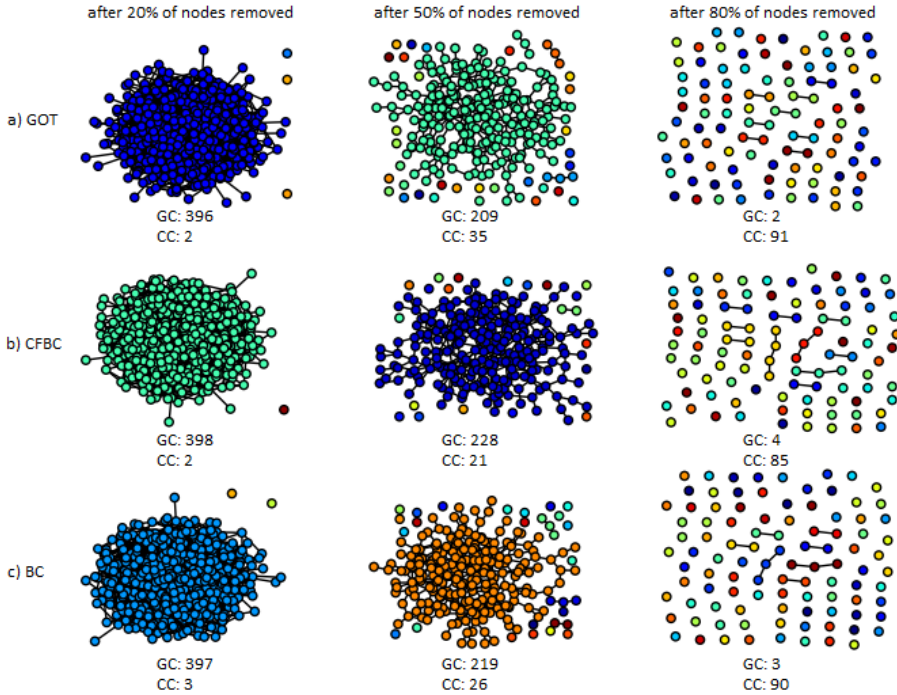 after 20% of nodes removed
after 50% of nodes removed
after 80% of nodes removed
a) GOT
GC: 396
CC: 2
GC: 209
CC: 35
GC: 2
CC: 91
b) CFBC
GC: 398
CC: 2
GC: 228
CC: 21
GC: 4
CC: 85
c) BC
GC: 397
CC: 3
GC: 219
CC: 26
GC: 3
CC: 90